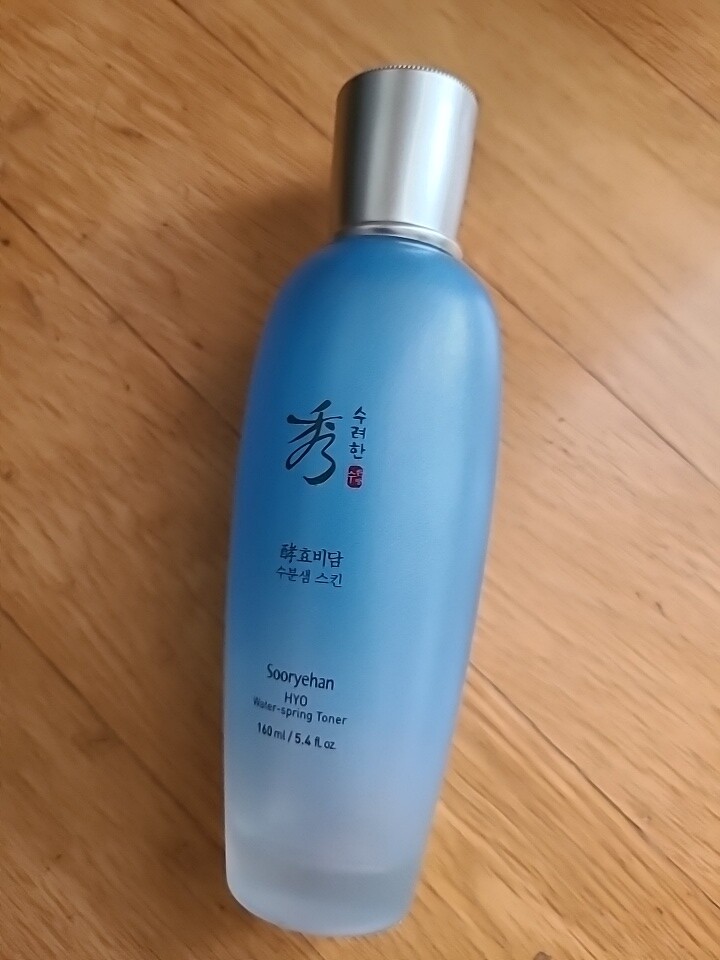 秀
수려한
酵효비담
수분샘 스킨
Sooryehan
HYO
Water-spring Toner
160 ml / 5.4 fl. oz.